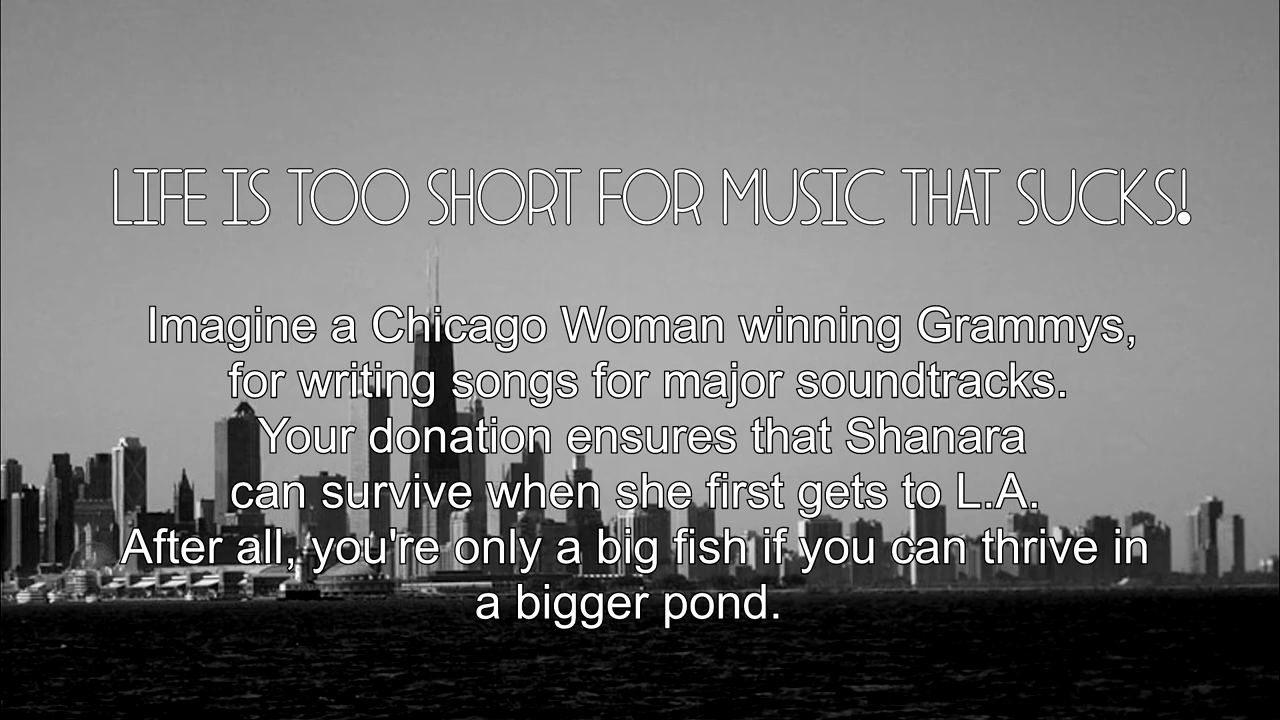 LIFE IS TOO SHORT FOR MUSIC THAT SUCKS!
Imagine a Chicago Woman winning Grammys,
for writing songs for major soundtracks.
Your donation ensures that Shanara
can survive when she first gets to L.A.
After all, you're only a big fish if you can thrive in
a bigger pond.